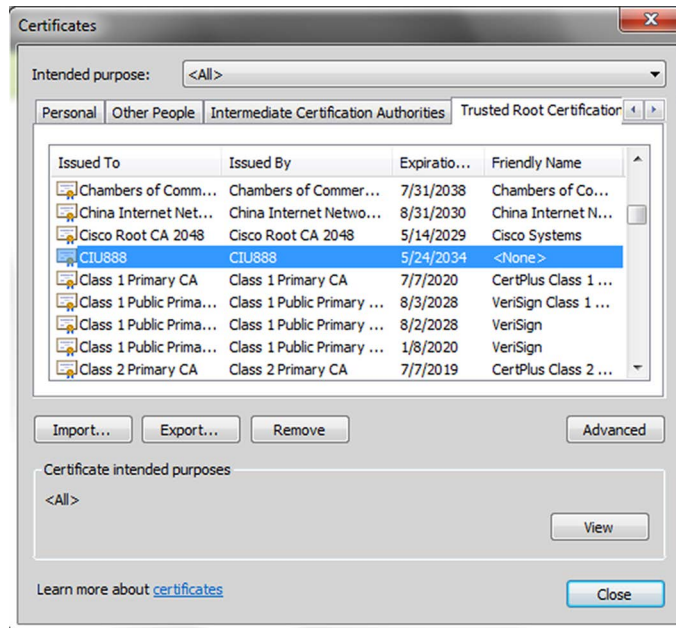 Certificates
Intended purpose: <All>
Personal Other People Intermediate Certification Authorities Trusted Root Certification
Issued To Issued By Expiratio... Friendly Name
Chambers of Comm... Chambers of Commer... 7/31/2038 Chambers of Co...
China Internet Net... China Internet Netwo... 8/31/2030 China Internet N...
Cisco Root CA 2048 Cisco Root CA 2048 5/14/2029 Cisco Systems
CIU888 CIU888 5/24/2034 <None>
Class 1 Primary CA Class 1 Primary CA 7/7/2020 CertPlus Class 1 ...
Class 1 Public Prima... Class 1 Public Primary ... 8/3/2028 VeriSign Class 1 ...
Class 1 Public Prima... Class 1 Public Primary ... 8/2/2028 VeriSign
Class 1 Public Prima... Class 1 Public Primary ... 1/8/2020 VeriSign
Class 2 Primary CA Class 2 Primary CA 7/7/2019 CertPlus Class 2 ...
Import... Export... Remove Advanced
Certificate intended purposes
<All>
View
Learn more about certificates
Close